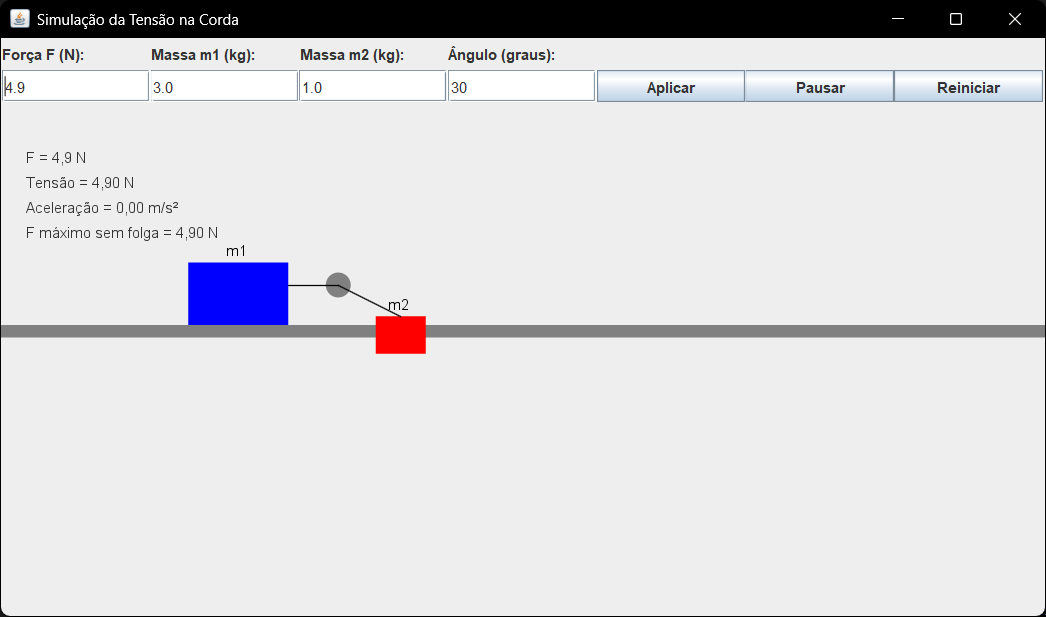 Simulação da Tensão na Corda
Força F (N): Massa m1 (kg): Massa m2 (kg): Ângulo (graus):
4.9 3.0 1.0 30 Aplicar Pausar Reiniciar
F = 4,9 N
Tensão = 4,90 N
Aceleração = 0,00 m/s²
F máximo sem folga = 4,90 N
m1
m2